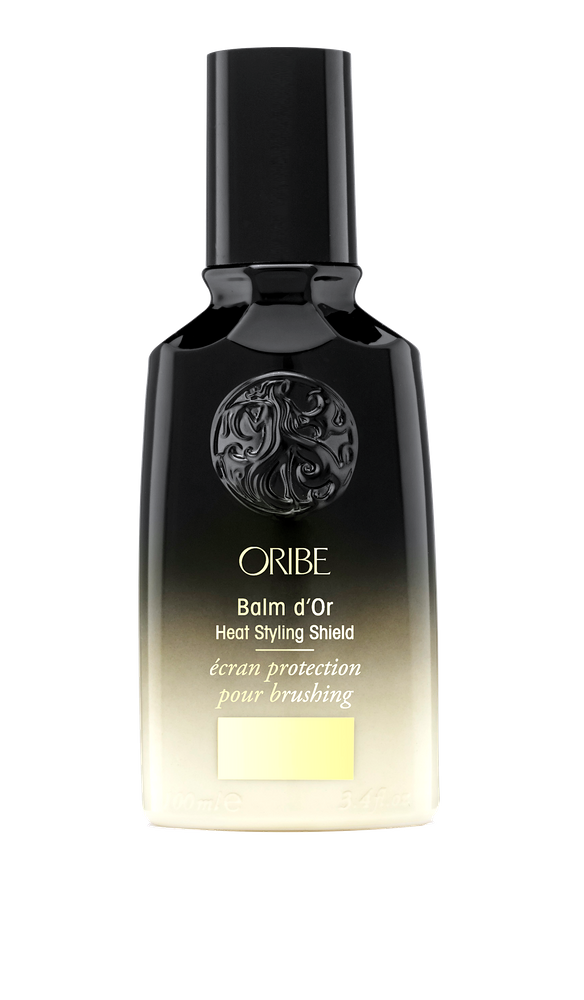 ORIBE
Balm d'Or
Heat Styling Shield
écran protection
pour brushing